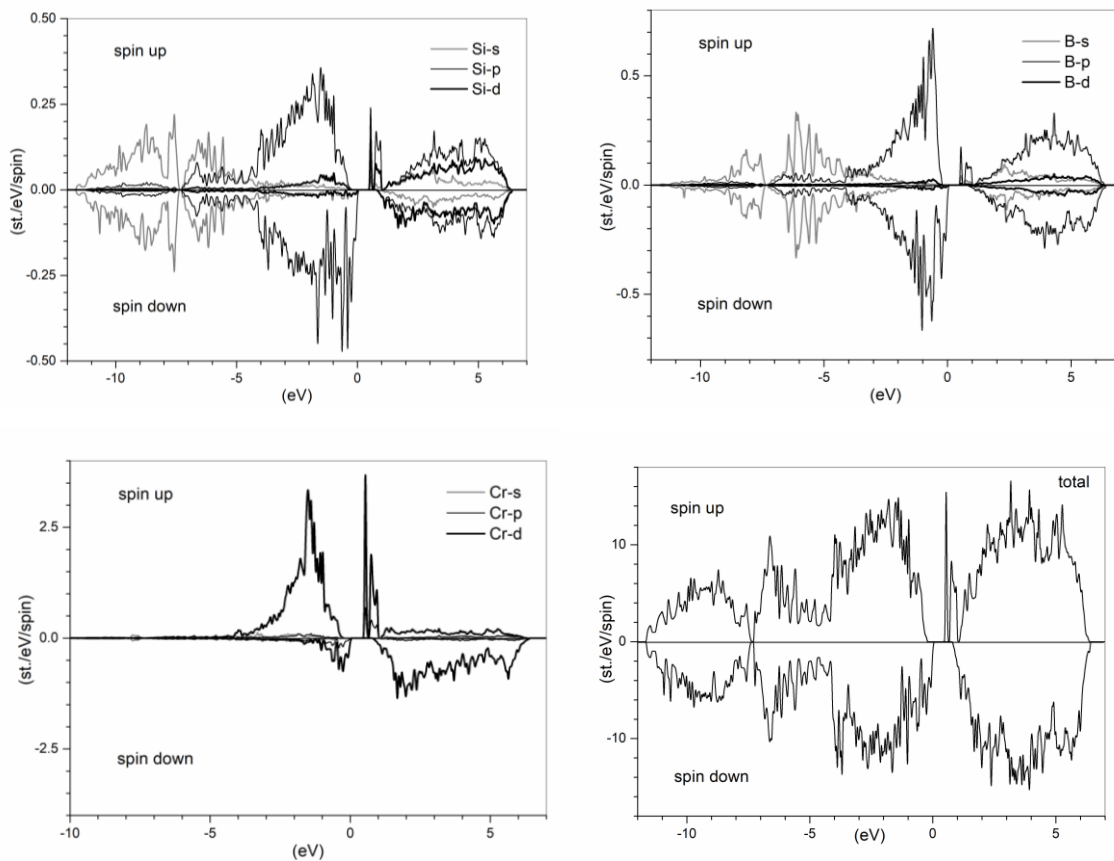 0.50
spin up
Si-s
Si-p
Si-d
0.25
0.00
-0.25
-0.50
(st./eV/spin)
spin down
-10
-5
0
5
(eV)
spin up
B-s
B-p
B-d
0.5
0.0
-0.5
(st./eV/spin)
spin down
-10
-5
0
5
(eV)
spin up
Cr-s
Cr-p
Cr-d
2.5
0.0
-2.5
(st./eV/spin)
spin down
-10
-5
0
5
(eV)
total
spin up
10
0
-10
(st./eV/spin)
spin down
-10
-5
0
5
(eV)